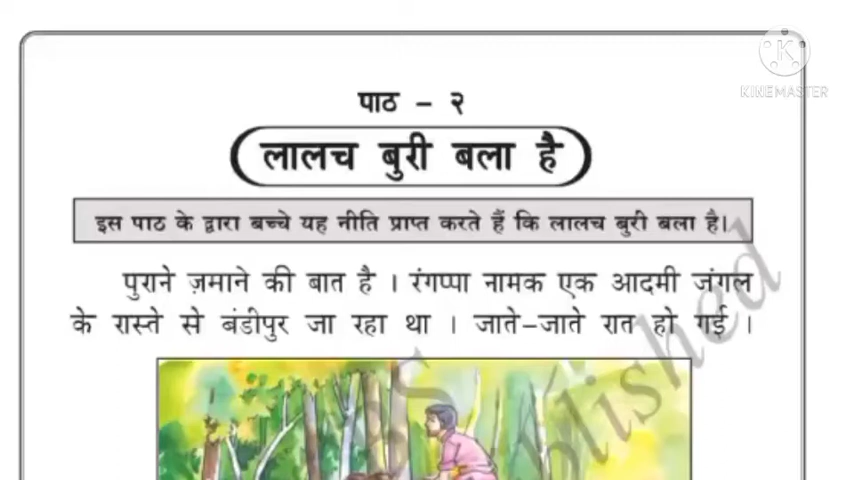 KINEMASTER
पाठ – २
लालच बुरी बला है
इस पाठ के द्वारा बच्चे यह नीति प्राप्त करते हैं कि लालच बुरी बला है।
पुराने ज़माने की बात है । रंगप्पा नामक एक आदमी जंगल
के रास्ते से बंडीपुर जा रहा था । जाते-जाते रात हो गई ।